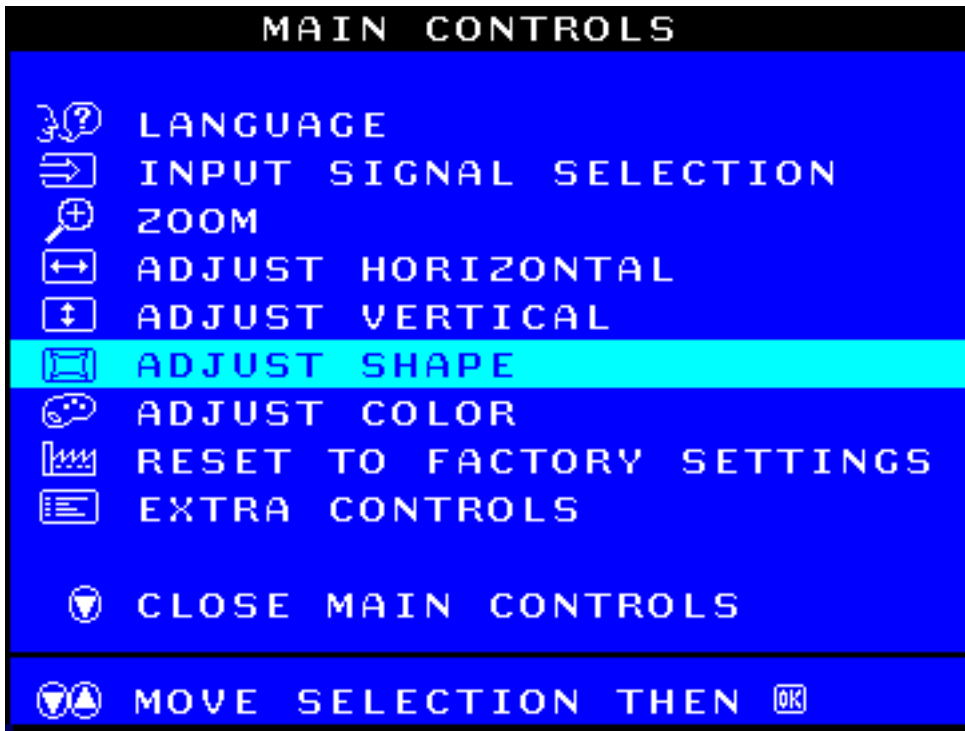 MAIN CONTROLS
LANGUAGE
INPUT SIGNAL SELECTION
ZOOM
ADJUST HORIZONTAL
ADJUST VERTICAL
ADJUST SHAPE
ADJUST COLOR
RESET TO FACTORY SETTINGS
EXTRA CONTROLS
CLOSE MAIN CONTROLS
MOVE SELECTION THEN OK